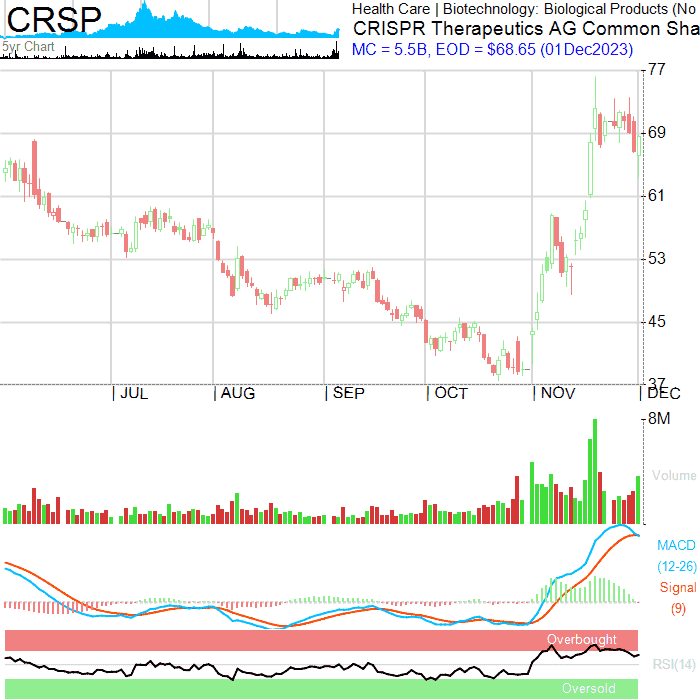 CRSP
Health Care | Biotechnology: Biological Products (No
CRISPR Therapeutics AG Common Sha
5yr Chart
MC = 5.5B, EOD = $68.65 (01Dec2023)
77
69
61
53
45
37
| JUL | AUG | SEP | OCT | NOV | DEC
8M
Volume
MACD
(12-26)
Signal
(9)
Overbought
RSI(14)
Oversold